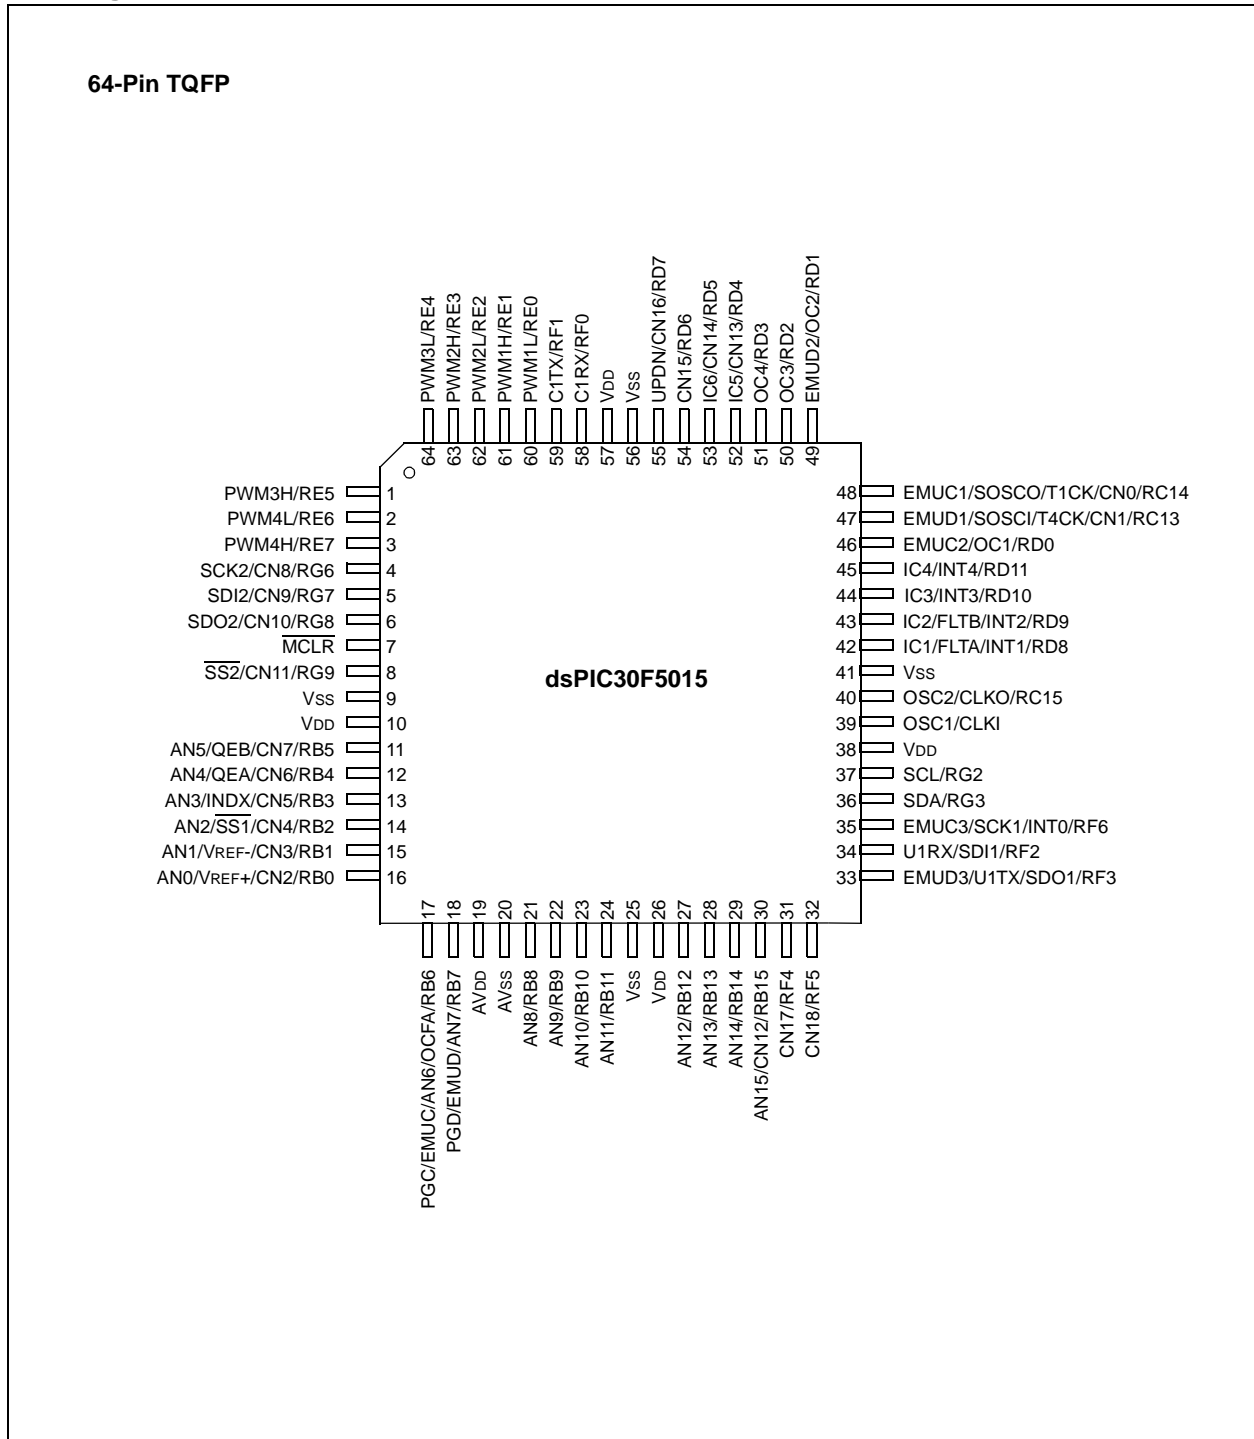 64-Pin TQFP
PWM3L/RE4
PWM2H/RE3
PWM2L/RE2
PWM1H/RE1
PWM1L/RE0
C1TX/RF1
C1RX/RF0
VDD
VSS
UPDN/CN16/RD7
CN15/RD6
IC6/CN14/RD5
IC5/CN13/RD4
OC4/RD3
OC3/RD2
EMUD2/OC2/RD1
64
63
62
61
60
59
58
57
56
55
54
53
52
51
50
49
PWM3H/RE5 1
PWM4L/RE6 2
PWM4H/RE7 3
SCK2/CN8/RG6 4
SDI2/CN9/RG7 5
SDO2/CN10/RG8 6
MCLR 7
SS2/CN11/RG9 8
VSS 9
VDD 10
AN5/QEB/CN7/RB5 11
AN4/QEA/CN6/RB4 12
AN3/INDX/CN5/RB3 13
AN2/SS1/CN4/RB2 14
AN1/VREF-/CN3/RB1 15
AN0/VREF+/CN2/RB0 16
dsPIC30F5015
48 EMUC1/SOSCO/T1CK/CN0/RC14
47 EMUD1/SOSCI/T4CK/CN1/RC13
46 EMUC2/OC1/RD0
45 IC4/INT4/RD11
44 IC3/INT3/RD10
43 IC2/FLTB/INT2/RD9
42 IC1/FLTA/INT1/RD8
41 VSS
40 OSC2/CLKO/RC15
39 OSC1/CLKI
38 VDD
37 SCL/RG2
36 SDA/RG3
35 EMUC3/SCK1/INT0/RF6
34 U1RX/SDI1/RF2
33 EMUD3/U1TX/SDO1/RF3
17
18
19
20
21
22
23
24
25
26
27
28
29
30
31
32
PGC/EMUC/AN6/OCFA/RB6
PGD/EMUD/AN7/RB7
AVDD
AVSS
AN8/RB8
AN9/RB9
AN10/RB10
AN11/RB11
VSS
VDD
AN12/RB12
AN13/RB13
AN14/RB14
AN15/CN12/RB15
CN17/RF4
CN18/RF5